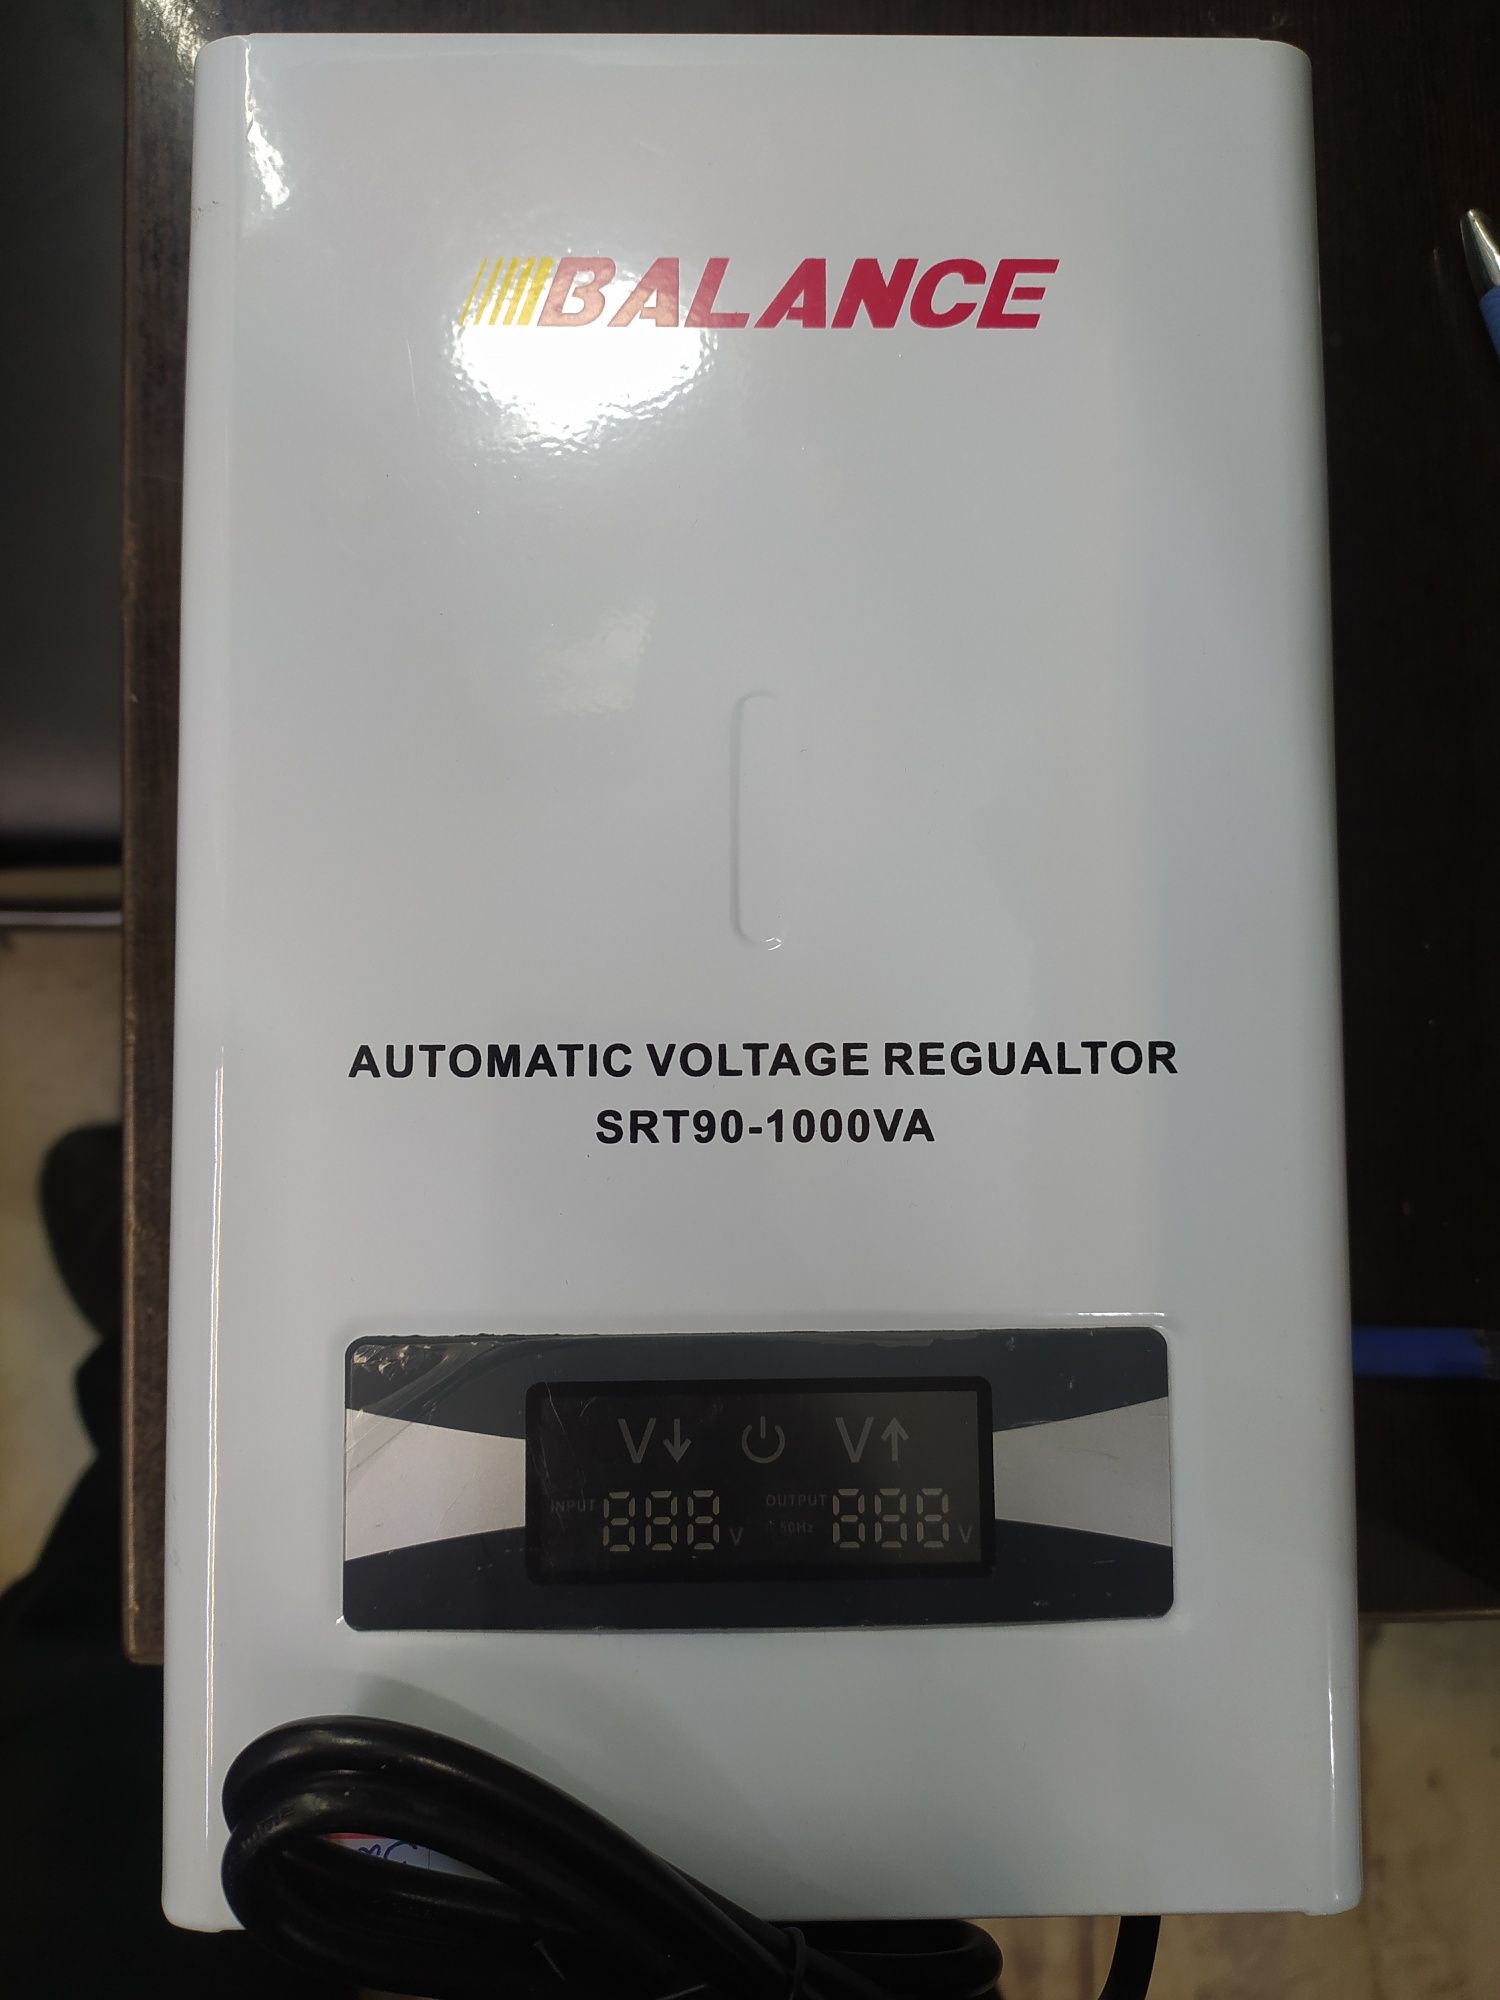 BALANCE
AUTOMATIC VOLTAGE REGUALTOR
SRT90-1000VA
V↓ V↑
INPUT 888 V OUTPUT 50Hz 888 V